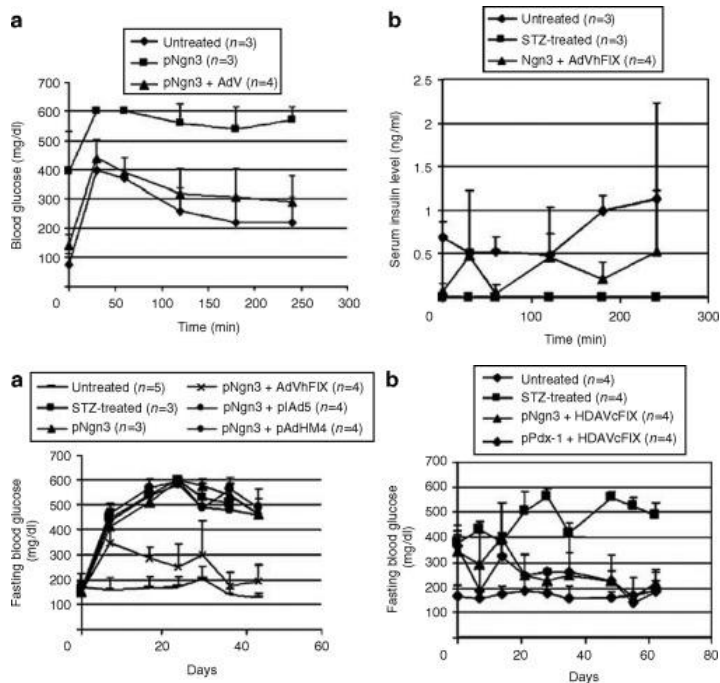 a
Untreated (n=3)
pNgn3 (n=3)
pNgn3 + AdV (n=4)
Blood glucose (mg/dl)
700
600
500
400
300
200
100
0 50 100 150 200 250 300
Time (min)
b
Untreated (n=3)
STZ-treated (n=3)
Ngn3 + AdVhFIX (n=4)
Serum insulin level (ng/ml)
2.5
2
1.5
1
0.5
0
100 200 300
Time (min)
a
Untreated (n=5)
STZ-treated (n=3)
pNgn3 (n=3)
pNgn3 + AdVhFIX (n=4)
pNgn3 + plAd5 (n=4)
pNgn3 + pAdHM4 (n=4)
Fasting blood glucose
(mg/dl)
700
600
500
400
300
200
100
0 20 40 60
Days
b
Untreated (n=4)
STZ-treated (n=4)
pNgn3 + HDAVcFIX (n=4)
pPdx-1 + HDAVcFIX (n=4)
Fasting blood glucose
(mg/dl)
700
600
500
400
300
200
100
0 20 40 60 80
Days